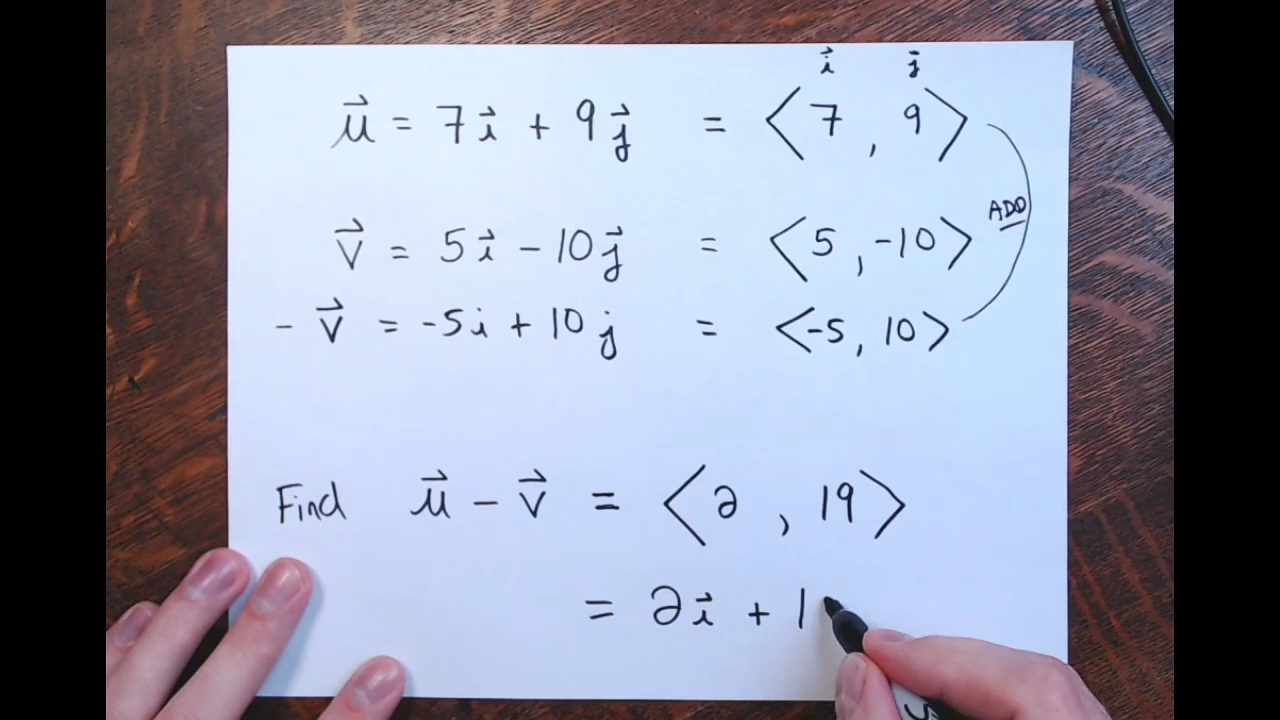 i⃗ j⃗
u⃗ = 7i⃗ + 9j⃗ = ⟨7, 9⟩
ADD
v⃗ = 5i⃗ - 10j⃗ = ⟨5, -10⟩
- v⃗ = -5i + 10j = ⟨-5, 10⟩
Find u⃗ - v⃗ = ⟨2, 19⟩
= 2i⃗ + 1